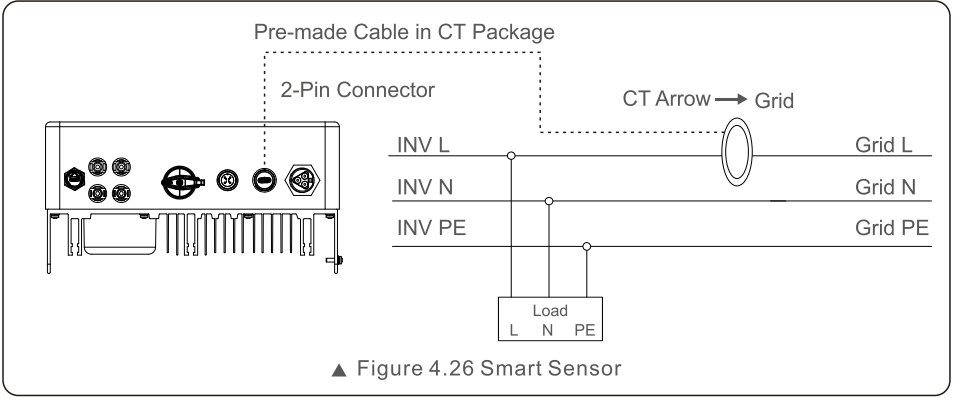 Pre-made Cable in CT Package
2-Pin Connector
CT Arrow → Grid
INV L
Grid L
INV N
Grid N
INV PE
Grid PE
Load
L N PE
▲ Figure 4.26 Smart Sensor